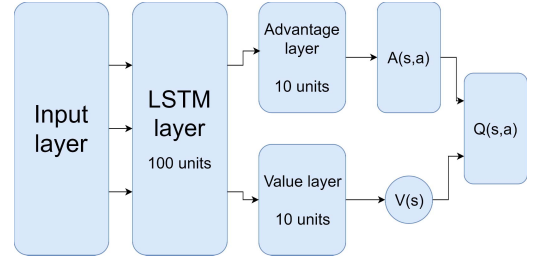 Input
layer
LSTM
layer
100 units
Advantage
layer
10 units
A(s,a)
Q(s,a)
Value layer
10 units
V(s)